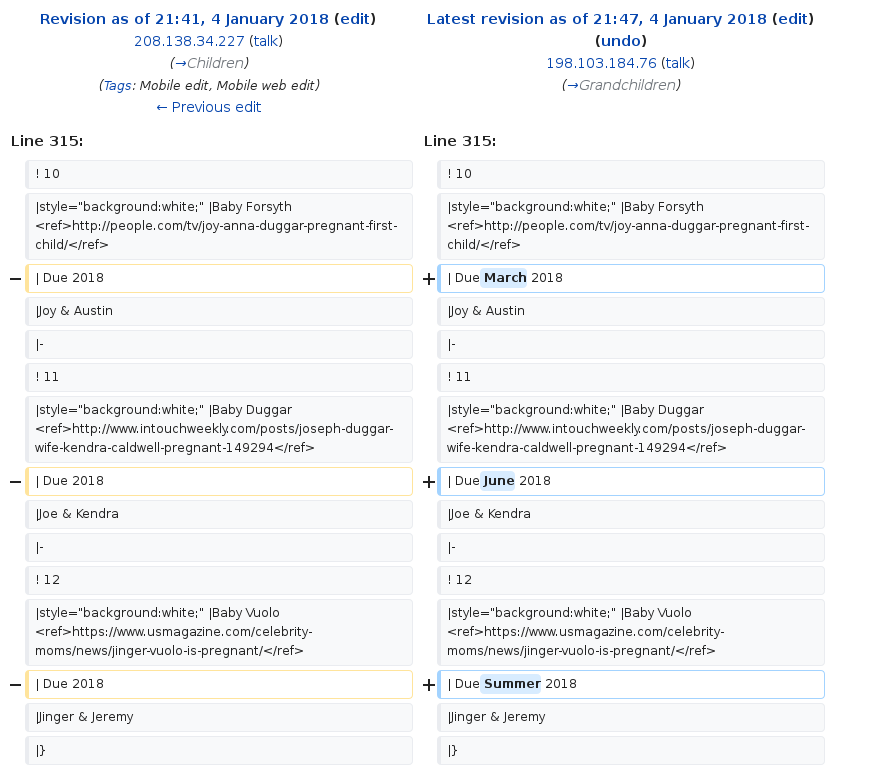 Revision as of 21:41, 4 January 2018 (edit)
208.138.34.227 (talk)
(→Children)
(Tags: Mobile edit, Mobile web edit)
← Previous edit
Latest revision as of 21:47, 4 January 2018 (edit)
(undo)
198.103.184.76 (talk)
(→Grandchildren)
Line 315:
Line 315:
! 10
! 10
|style="background:white;" |Baby Forsyth
<ref>http://people.com/tv/joy-anna-duggar-pregnant-first-
child/</ref>
|style="background:white;" |Baby Forsyth
<ref>http://people.com/tv/joy-anna-duggar-pregnant-first-
child/</ref>
− | Due 2018
+ | Due March 2018
|Joy & Austin
|Joy & Austin
|-
|-
! 11
! 11
|style="background:white;" |Baby Duggar
<ref>http://www.intouchweekly.com/posts/joseph-duggar-
wife-kendra-caldwell-pregnant-149294</ref>
|style="background:white;" |Baby Duggar
<ref>http://www.intouchweekly.com/posts/joseph-duggar-
wife-kendra-caldwell-pregnant-149294</ref>
− | Due 2018
+ | Due June 2018
|Joe & Kendra
|Joe & Kendra
|-
|-
! 12
! 12
|style="background:white;" |Baby Vuolo
<ref>https://www.usmagazine.com/celebrity-
moms/news/jinger-vuolo-is-pregnant/</ref>
|style="background:white;" |Baby Vuolo
<ref>https://www.usmagazine.com/celebrity-
moms/news/jinger-vuolo-is-pregnant/</ref>
− | Due 2018
+ | Due Summer 2018
|Jinger & Jeremy
|Jinger & Jeremy
|}
|}